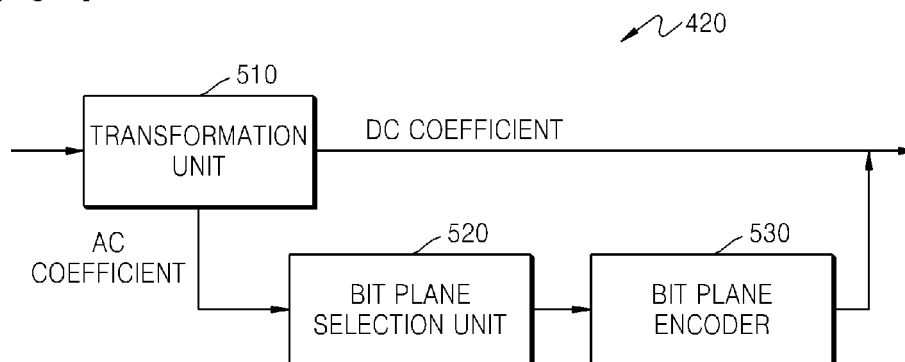 420
510
TRANSFORMATION
UNIT
DC COEFFICIENT
AC
COEFFICIENT
520
BIT PLANE
SELECTION UNIT
530
BIT PLANE
ENCODER